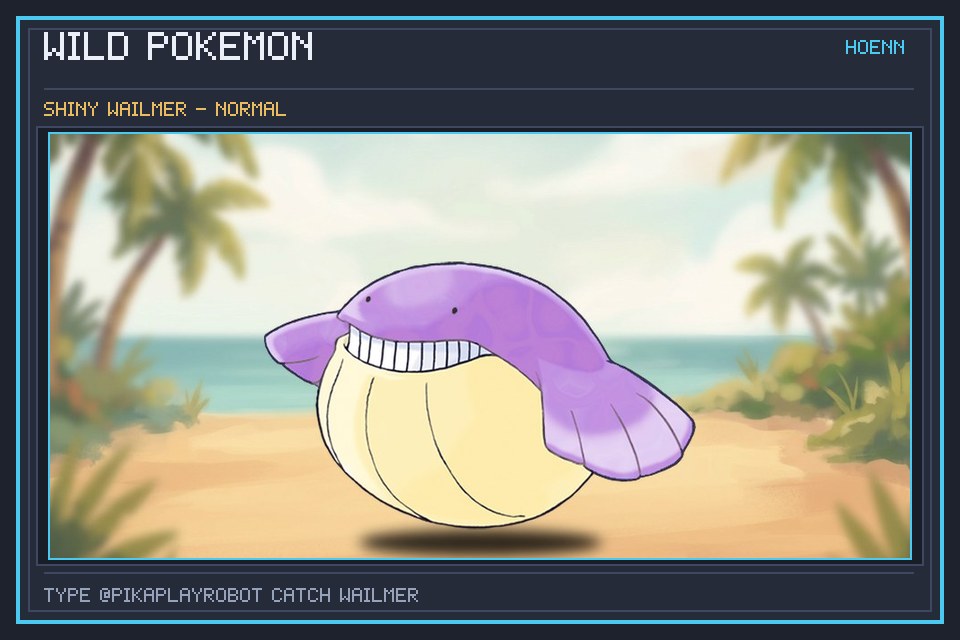 WILD POKEMON
HOENN
SHINY WAILMER - NORMAL
TYPE @PIKAPLAYROBOT CATCH WAILMER